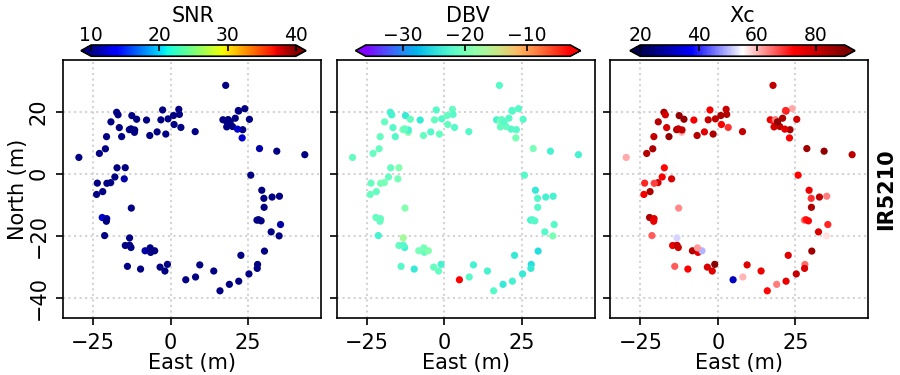 SNR DBV Xc
10 20 30 40 −30 −20 −10 20 40 60 80
20
0
−20
−40
North (m)
IR5210
−25 0 25 −25 0 25 −25 0 25
East (m) East (m) East (m)